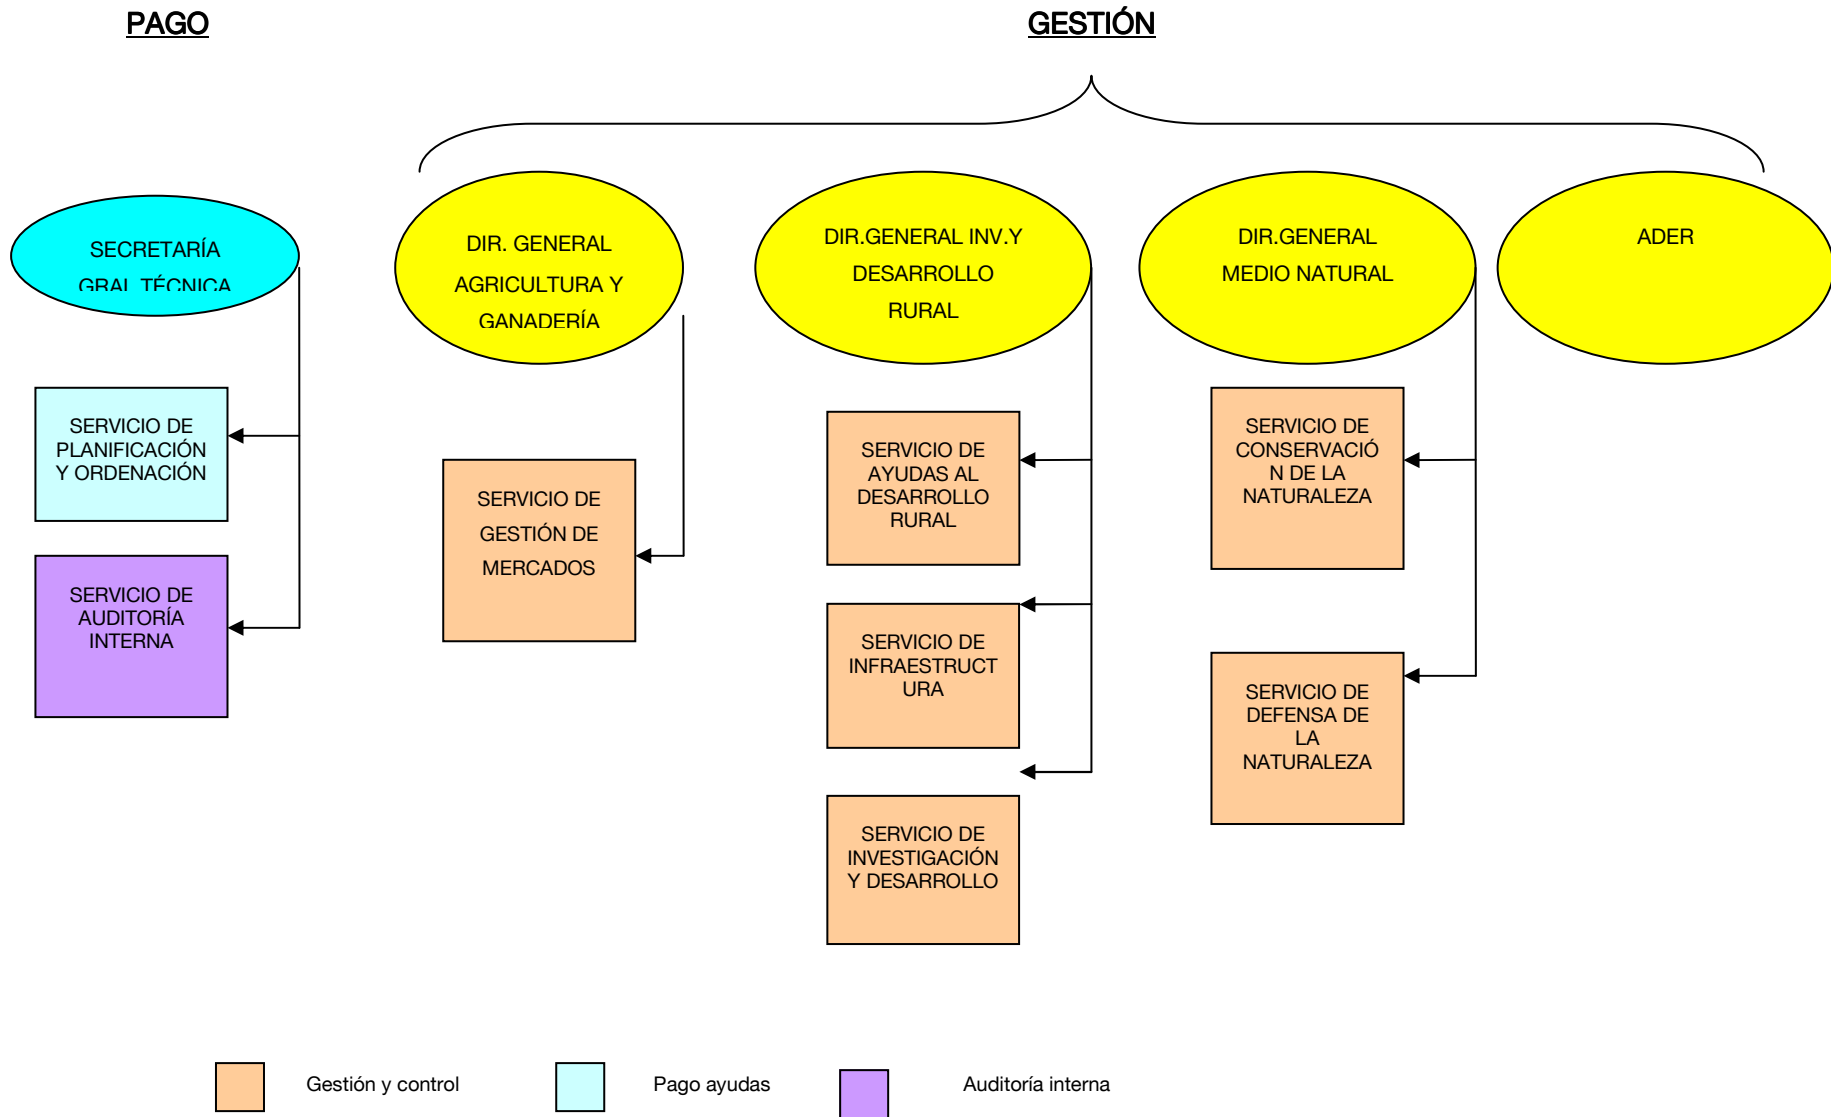 PAGO
GESTIÓN
SECRETARÍA
GRAL TÉCNICA
DIR. GENERAL
AGRICULTURA Y
GANADERÍA
DIR.GENERAL INV.Y
DESARROLLO
RURAL
DIR.GENERAL
MEDIO NATURAL
ADER
SERVICIO DE
PLANIFICACIÓN
Y ORDENACIÓN
SERVICIO DE
AUDITORÍA
INTERNA
SERVICIO DE
GESTIÓN DE
MERCADOS
SERVICIO DE
AYUDAS AL
DESARROLLO
RURAL
SERVICIO DE
INFRAESTRUCT
URA
SERVICIO DE
INVESTIGACIÓN
Y DESARROLLO
SERVICIO DE
CONSERVACIÓ
N DE LA
NATURALEZA
SERVICIO DE
DEFENSA DE
LA
NATURALEZA
Gestión y control
Pago ayudas
Auditoría interna